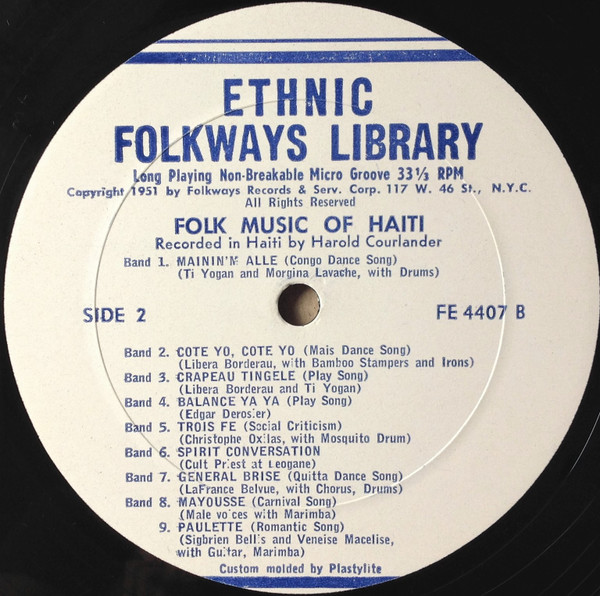 ETHNIC
FOLKWAYS LIBRARY
Long Playing Non-Breakable Micro Groove 33⅓ RPM
Copyright 1951 by Folkways Records & Serv. Corp. 117 W. 46 St., N.Y.C.
All Rights Reserved
FOLK MUSIC OF HAITI
Recorded in Haiti by Harold Courlander
Band 1. MAININ'M ALLE (Congo Dance Song)
(Ti Yogan and Morgina Lavache, with Drums)
SIDE 2
FE 4407 B
Band 2. COTE YO, COTE YO (Mais Dance Song)
(Libera Borderau, with Bamboo Stampers and Irons)
Band 3. CRAPEAU TINGELE (Play Song)
(Libera Borderau and Ti Yogan)
Band 4. BALANCE YA YA (Play Song)
(Edgar Derosier)
Band 5. TROIS FE (Social Criticism)
(Christophe Oxilas, with Mosquito Drum)
Band 6. SPIRIT CONVERSATION
(Cult Priest at Leogane)
Band 7. GENERAL BRISE (Quitta Dance Song)
(LaFrance Belvue, with Chorus, Drums)
Band 8. MAYOUSSE (Carnival Song)
(Male voices with Marimba)
9. PAULETTE (Romantic Song)
(Sigbrien Bellis and Veneise Macelise,
with Guitar, Marimba)
Custom molded by Plastylite